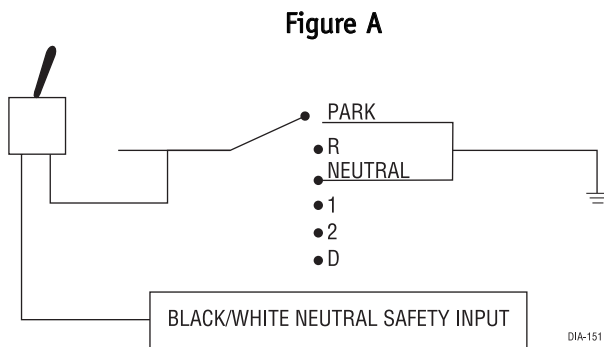 Figure A
PARK
R
NEUTRAL
1
2
D
BLACK/WHITE NEUTRAL SAFETY INPUT
DIA-151